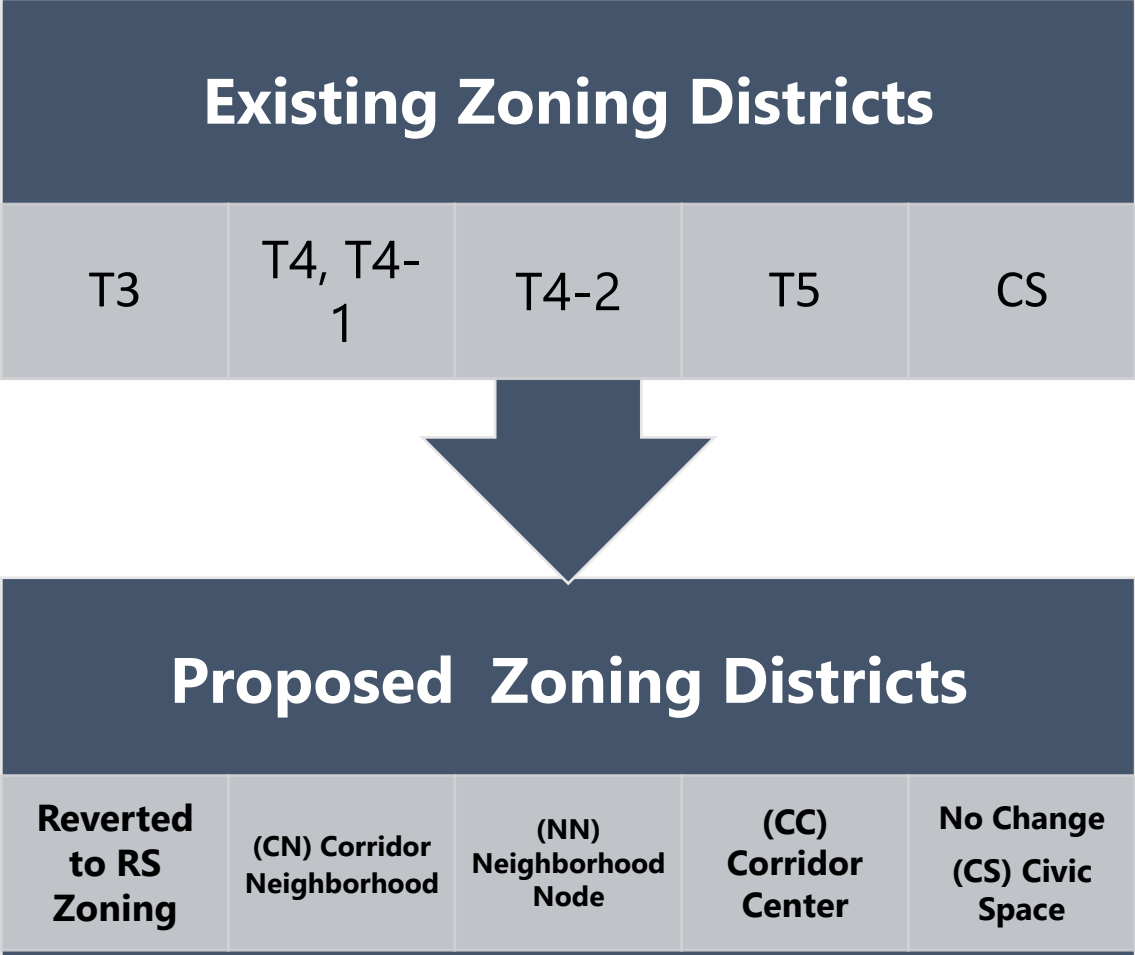 Existing Zoning Districts
T3
T4, T4-
1
T4-2
T5
CS
Proposed  Zoning Districts
Reverted
to RS
Zoning
(CN) Corridor
Neighborhood
(NN)
Neighborhood
Node
(CC)
Corridor
Center
No Change
(CS) Civic
Space